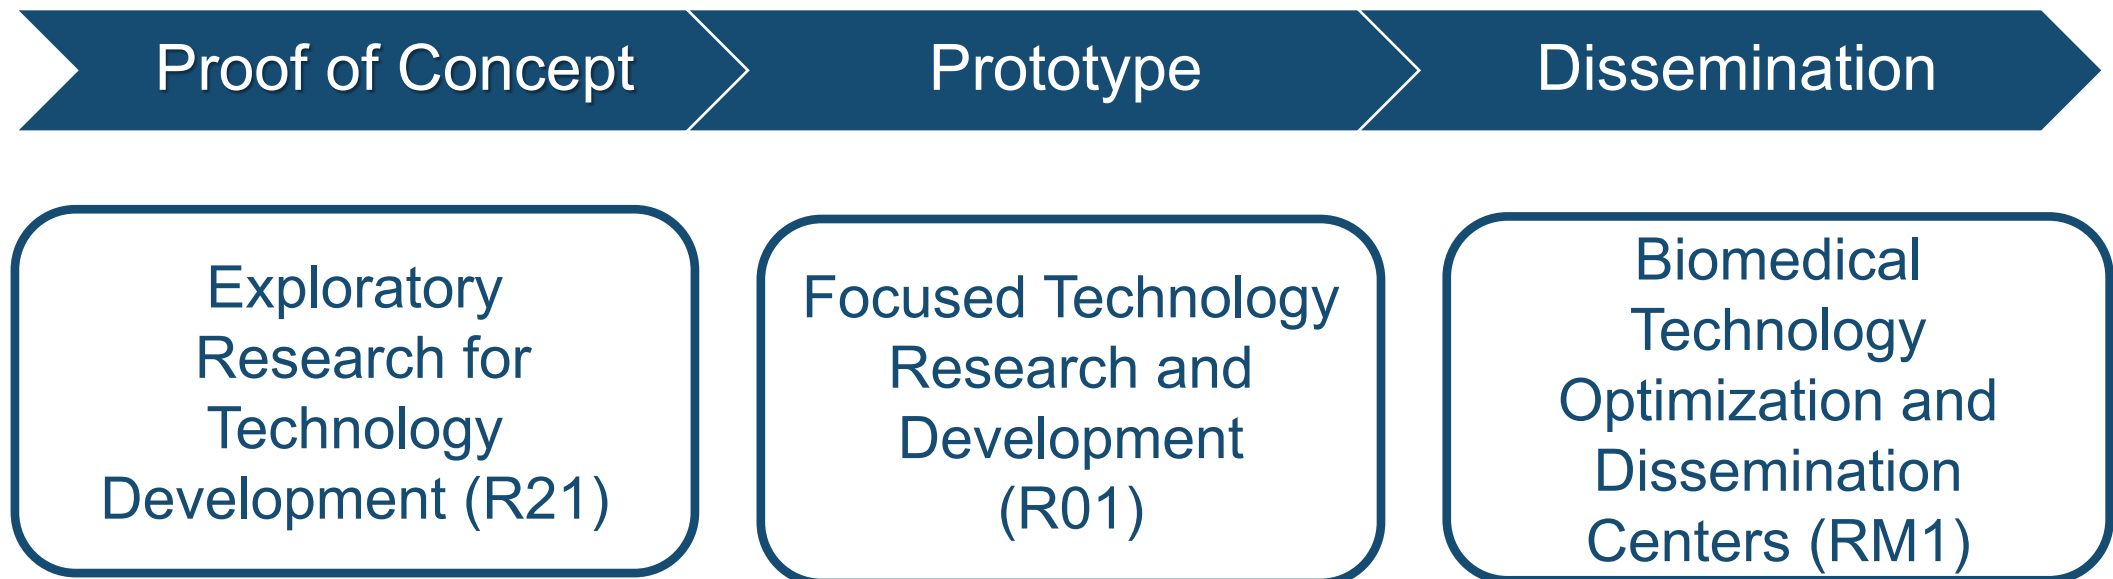 Proof of Concept
Prototype
Dissemination
Exploratory
Research for
Technology
Development (R21)
Focused Technology
Research and
Development
(R01)
Biomedical
Technology
Optimization and
Dissemination
Centers (RM1)